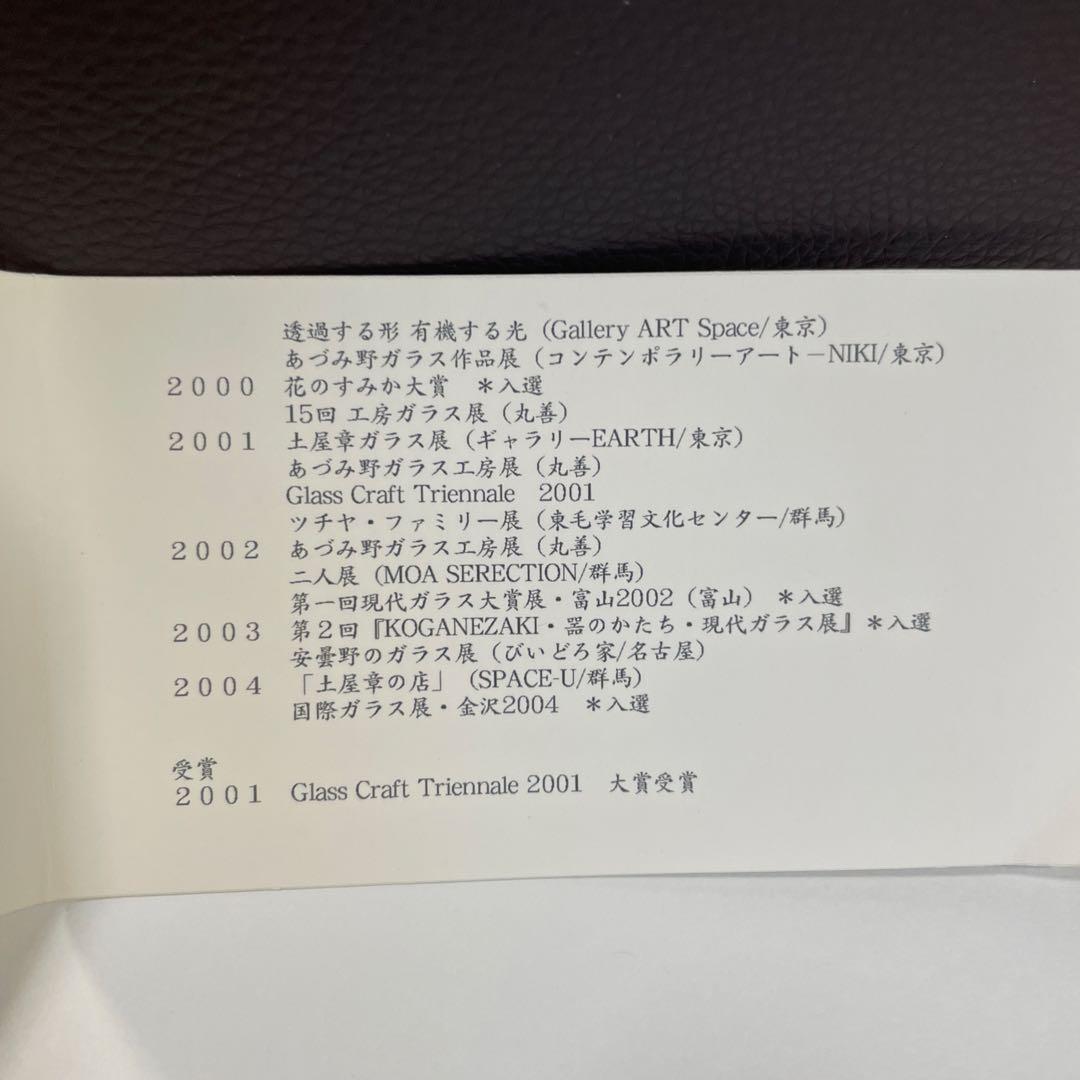 透過する形 有機する光（Gallery ART Space/東京）
あづみ野ガラス作品展（コンテンポラリーアート－NIKI/東京）
２０００　花のすみか大賞　＊入選
15回 工房ガラス展（丸善）
２００１　土屋章ガラス展（ギャラリーEARTH/東京）
あづみ野ガラス工房展（丸善）
Glass Craft Triennale　2001
ツチヤ・ファミリー展（東毛学習文化センター/群馬）
２００２　あづみ野ガラス工房展（丸善）
二人展（MOA SERECTION/群馬）
第一回現代ガラス大賞展・富山2002（富山）　＊入選
２００３　第２回『KOGANEZAKI・器のかたち・現代ガラス展』＊入選
安曇野のガラス展（びいどろ家/名古屋）
２００４　「土屋章の店」（SPACE-U/群馬）
国際ガラス展・金沢2004　＊入選
受賞
２００１　Glass Craft Triennale 2001　大賞受賞